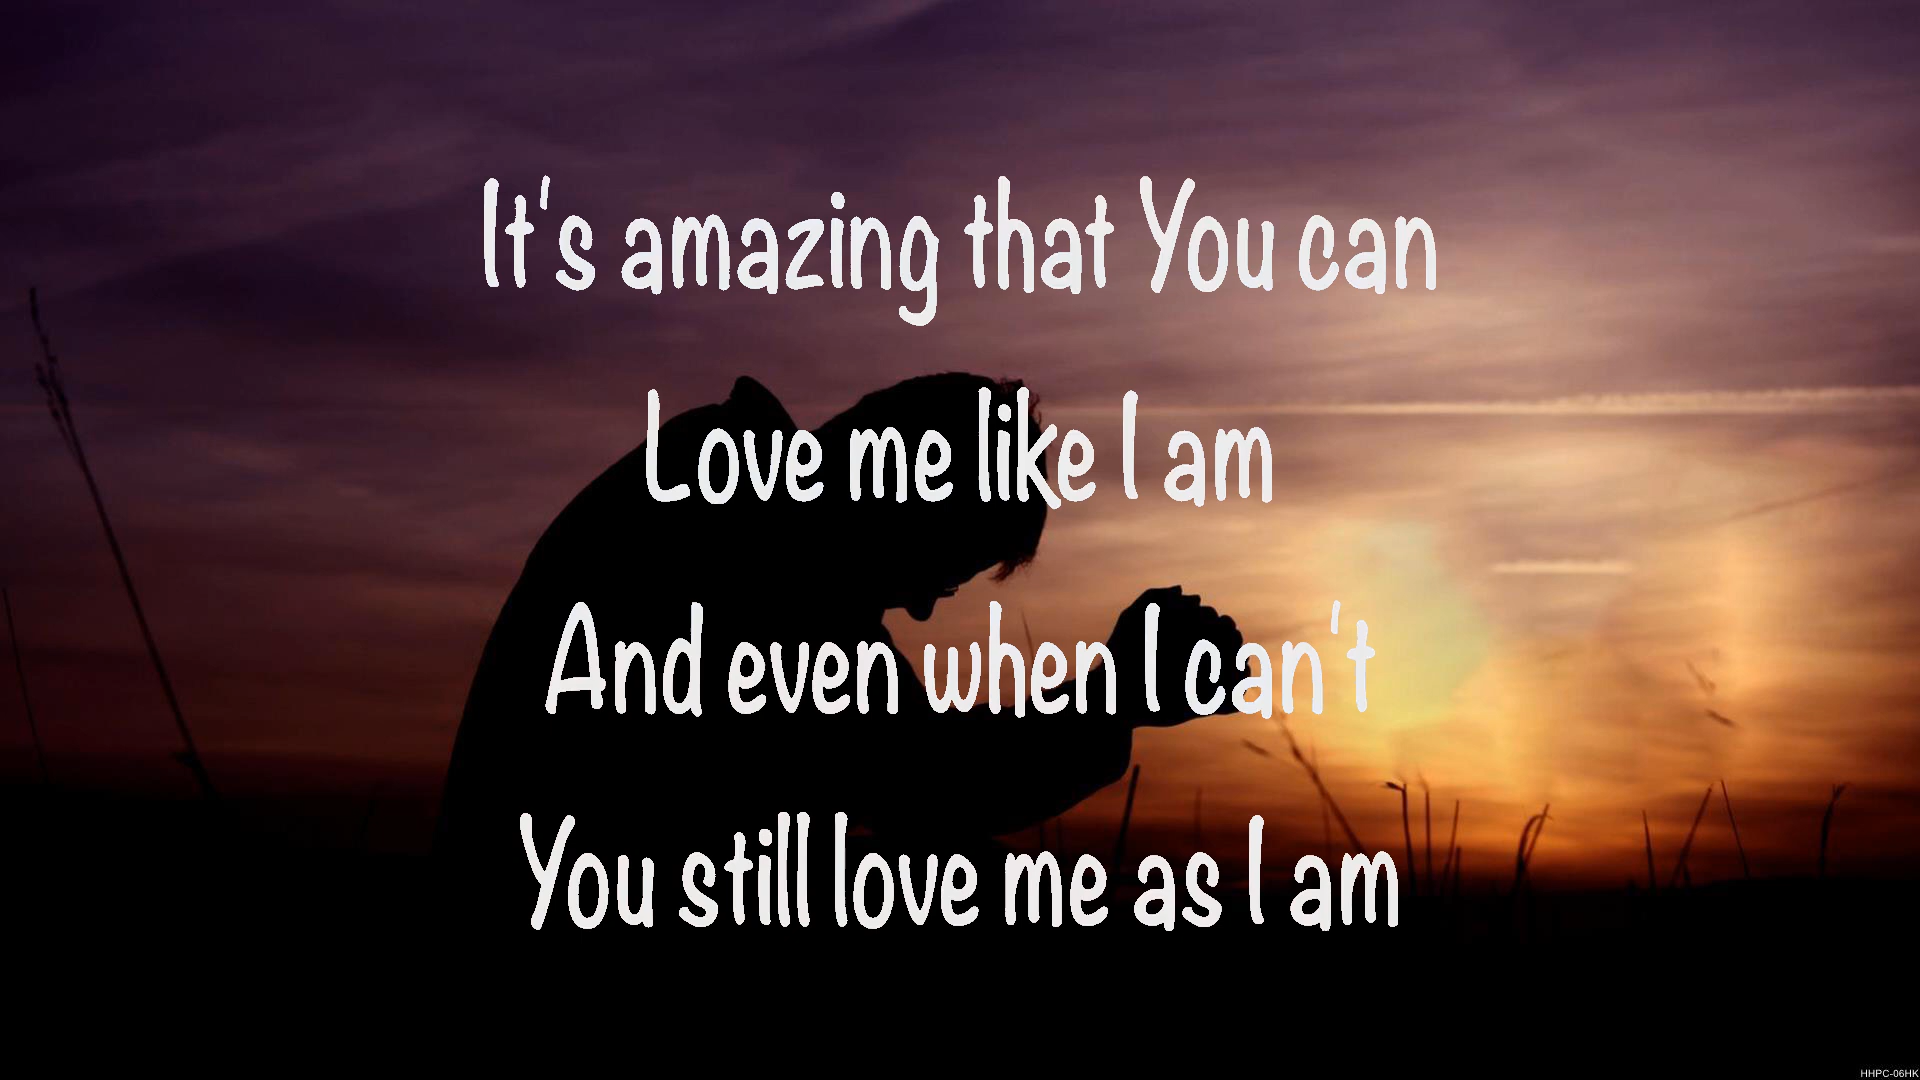 It's amazing that You can
Love me like I am
And even when I can't
You still love me as I am
HHPC-06HK